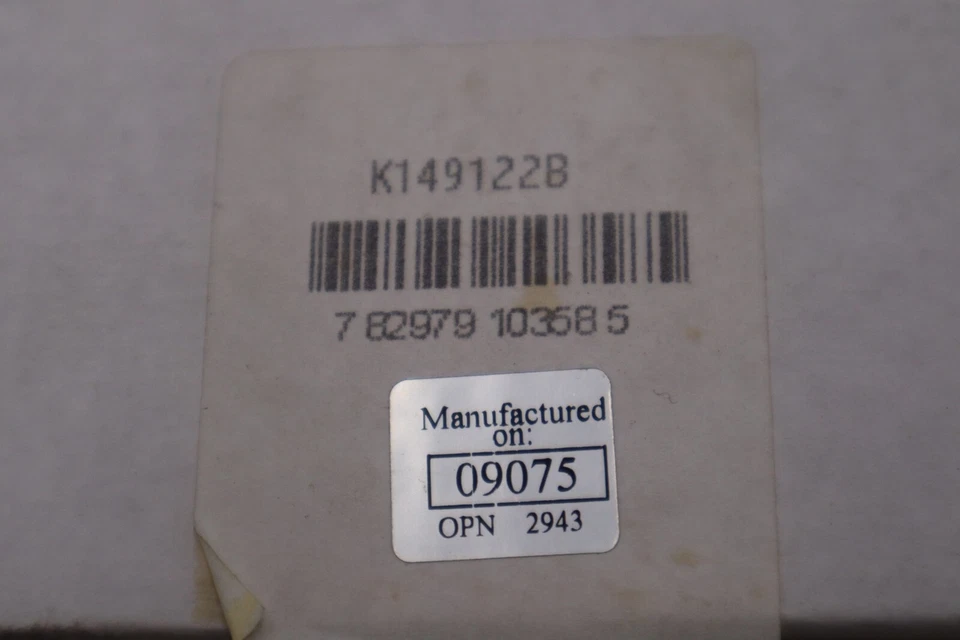 K149122B
7 82979 10358 5
Manufactured
on:
09075
OPN 2943